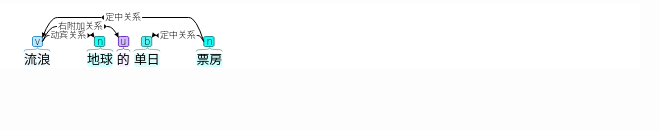 定中关系
右附加关系
动宾关系 定中关系
v n u b n
流浪 地球 的 单日 票房